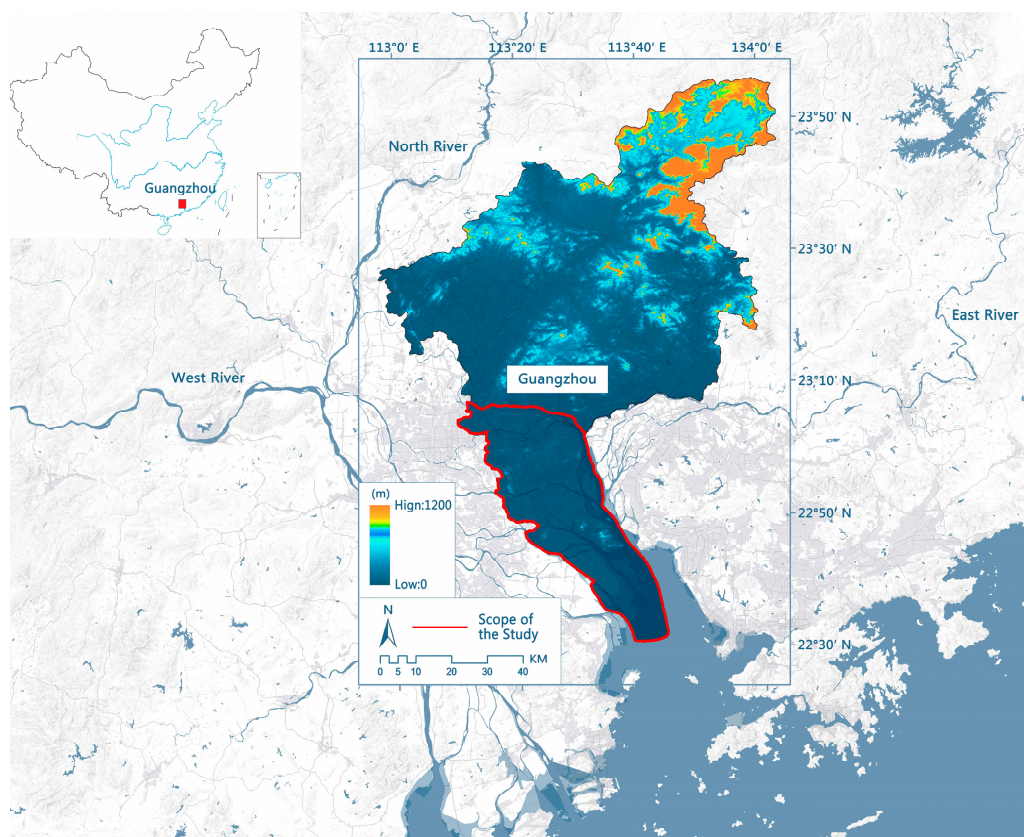 113°0′ E
113°20′ E
113°40′ E
134°0′ E
23°50′ N
North River
Guangzhou
23°30′ N
East River
West River
Guangzhou
23°10′ N
(m)
Hign:1200
22°50′ N
Low:0
N
Scope of
the Study
22°30′ N
KM
0 5 10 20 30 40